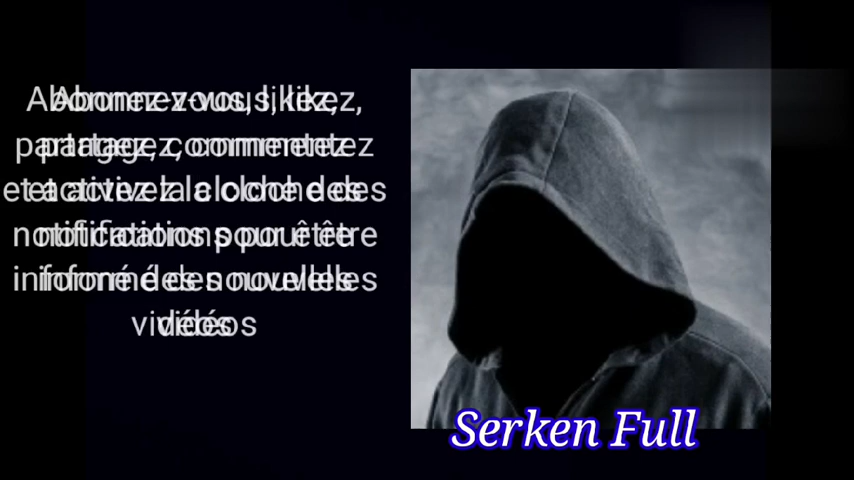 Abonnez-vous, likez,
partagez, commentez
et activez la cloche des
notifications pour être
informé des nouvelles
vidéos
Serken Full